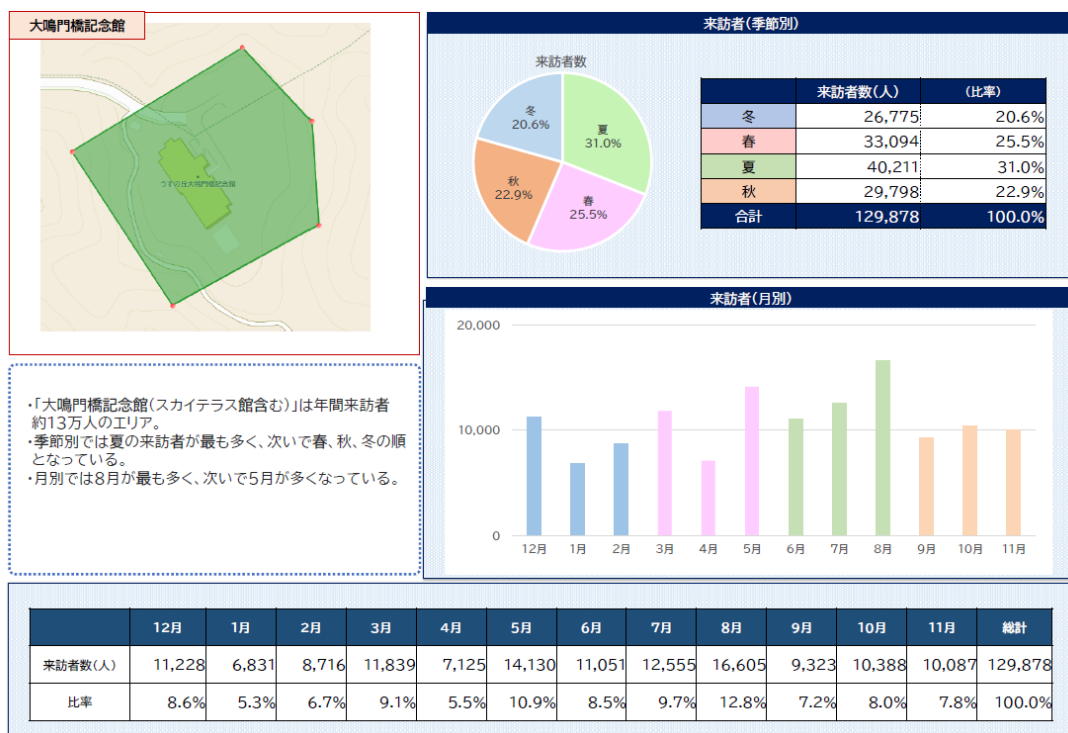 大鳴門橋記念館
うずの丘大鳴門橋記念館
・「大鳴門橋記念館(スカイテラス館含む)」は年間来訪者
約13万人のエリア。
・季節別では夏の来訪者が最も多く、次いで春、秋、冬の順
となっている。
・月別では8月が最も多く、次いで5月が多くなっている。
来訪者(季節別)
来訪者数
冬
20.6%
夏
31.0%
秋
22.9%
春
25.5%
来訪者数(人) (比率)
冬 26,775 20.6%
春 33,094 25.5%
夏 40,211 31.0%
秋 29,798 22.9%
合計 129,878 100.0%
来訪者(月別)
20,000
10,000
0
12月 1月 2月 3月 4月 5月 6月 7月 8月 9月 10月 11月
12月 1月 2月 3月 4月 5月 6月 7月 8月 9月 10月 11月 総計
来訪者数(人) 11,228 6,831 8,716 11,839 7,125 14,130 11,051 12,555 16,605 9,323 10,388 10,087 129,878
比率 8.6% 5.3% 6.7% 9.1% 5.5% 10.9% 8.5% 9.7% 12.8% 7.2% 8.0% 7.8% 100.0%